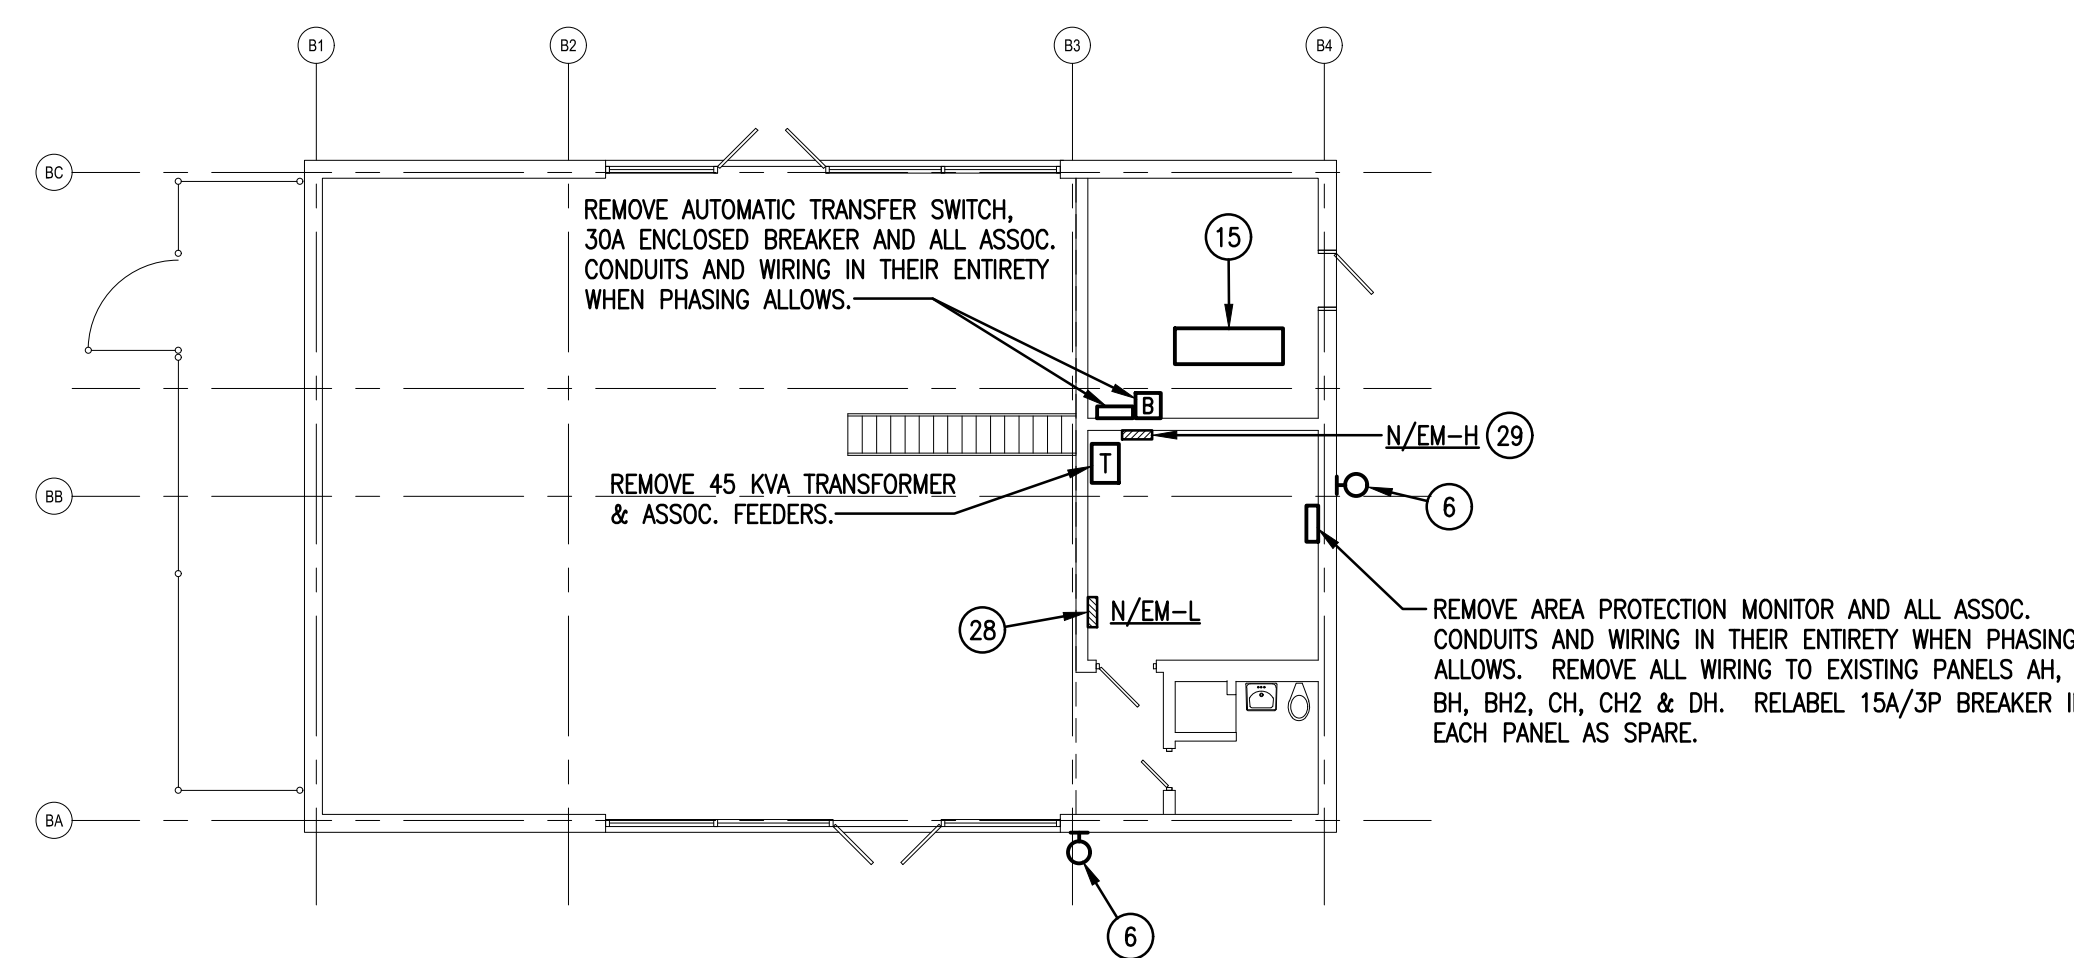 B1
B2
B3
B4
BC
REMOVE AUTOMATIC TRANSFER SWITCH,
30A ENCLOSED BREAKER AND ALL ASSOC.
CONDUITS AND WIRING IN THEIR ENTIRETY
WHEN PHASING ALLOWS.
15
B
N/EM-H
29
T
REMOVE 45 KVA TRANSFORMER
& ASSOC. FEEDERS.
BB
6
28
N/EM-L
REMOVE AREA PROTECTION MONITOR AND ALL ASSOC.
CONDUITS AND WIRING IN THEIR ENTIRETY WHEN PHASING
ALLOWS. REMOVE ALL WIRING TO EXISTING PANELS AH,
BH, BH2, CH, CH2 & DH. RELABEL 15A/3P BREAKER
EACH PANEL AS SPARE.
BA
6